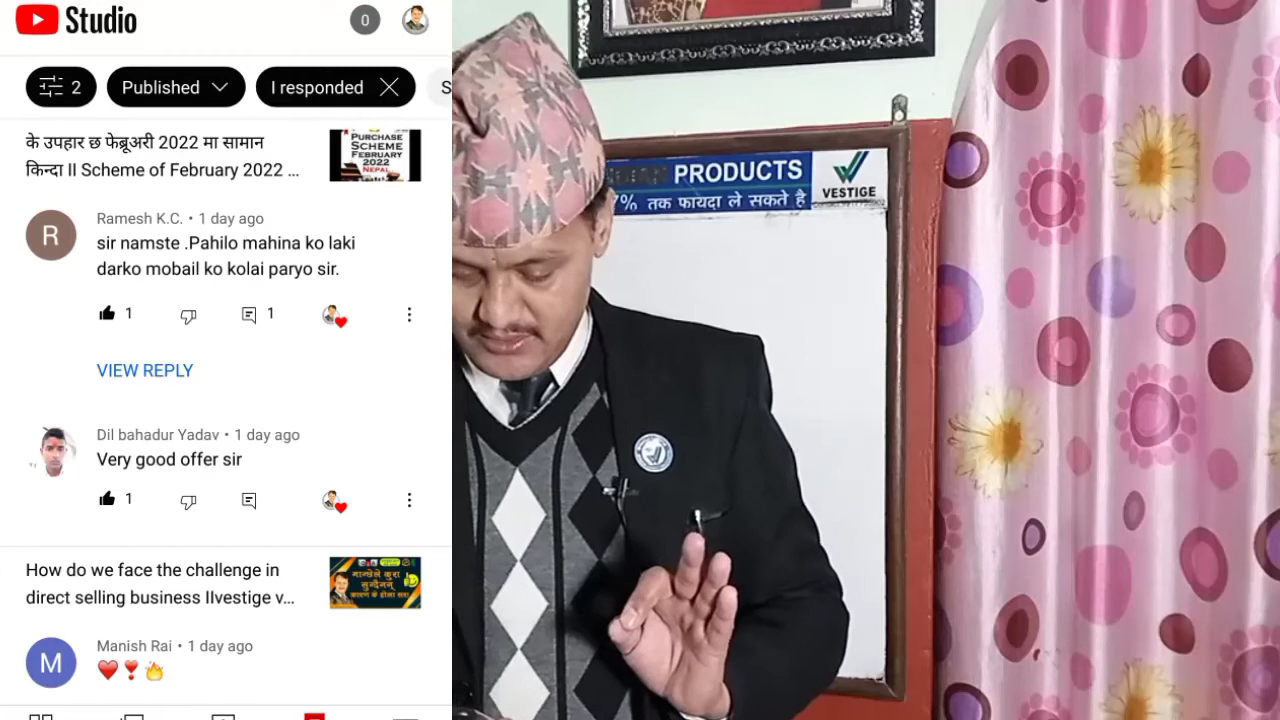 Studio
0
2
Published
I responded
S
के उपहार छ फेब्रूअरी 2022 मा सामान
किन्दा II Scheme of February 2022 ...
PURCHASE
SCHEME
FEBRUARY
2022
NEPAL
R
Ramesh K.C. • 1 day ago
sir namste .Pahilo mahina ko laki
darko mobail ko kolai paryo sir.
1
1
VIEW REPLY
Dil bahadur Yadav • 1 day ago
Very good offer sir
1
How do we face the challenge in
direct selling business IIvestige v...
मान्छेले कुरा
सुन्दैनन्
M
Manish Rai • 1 day ago
PRODUCTS
7% तक फायदा ले सकते है
VESTIGE